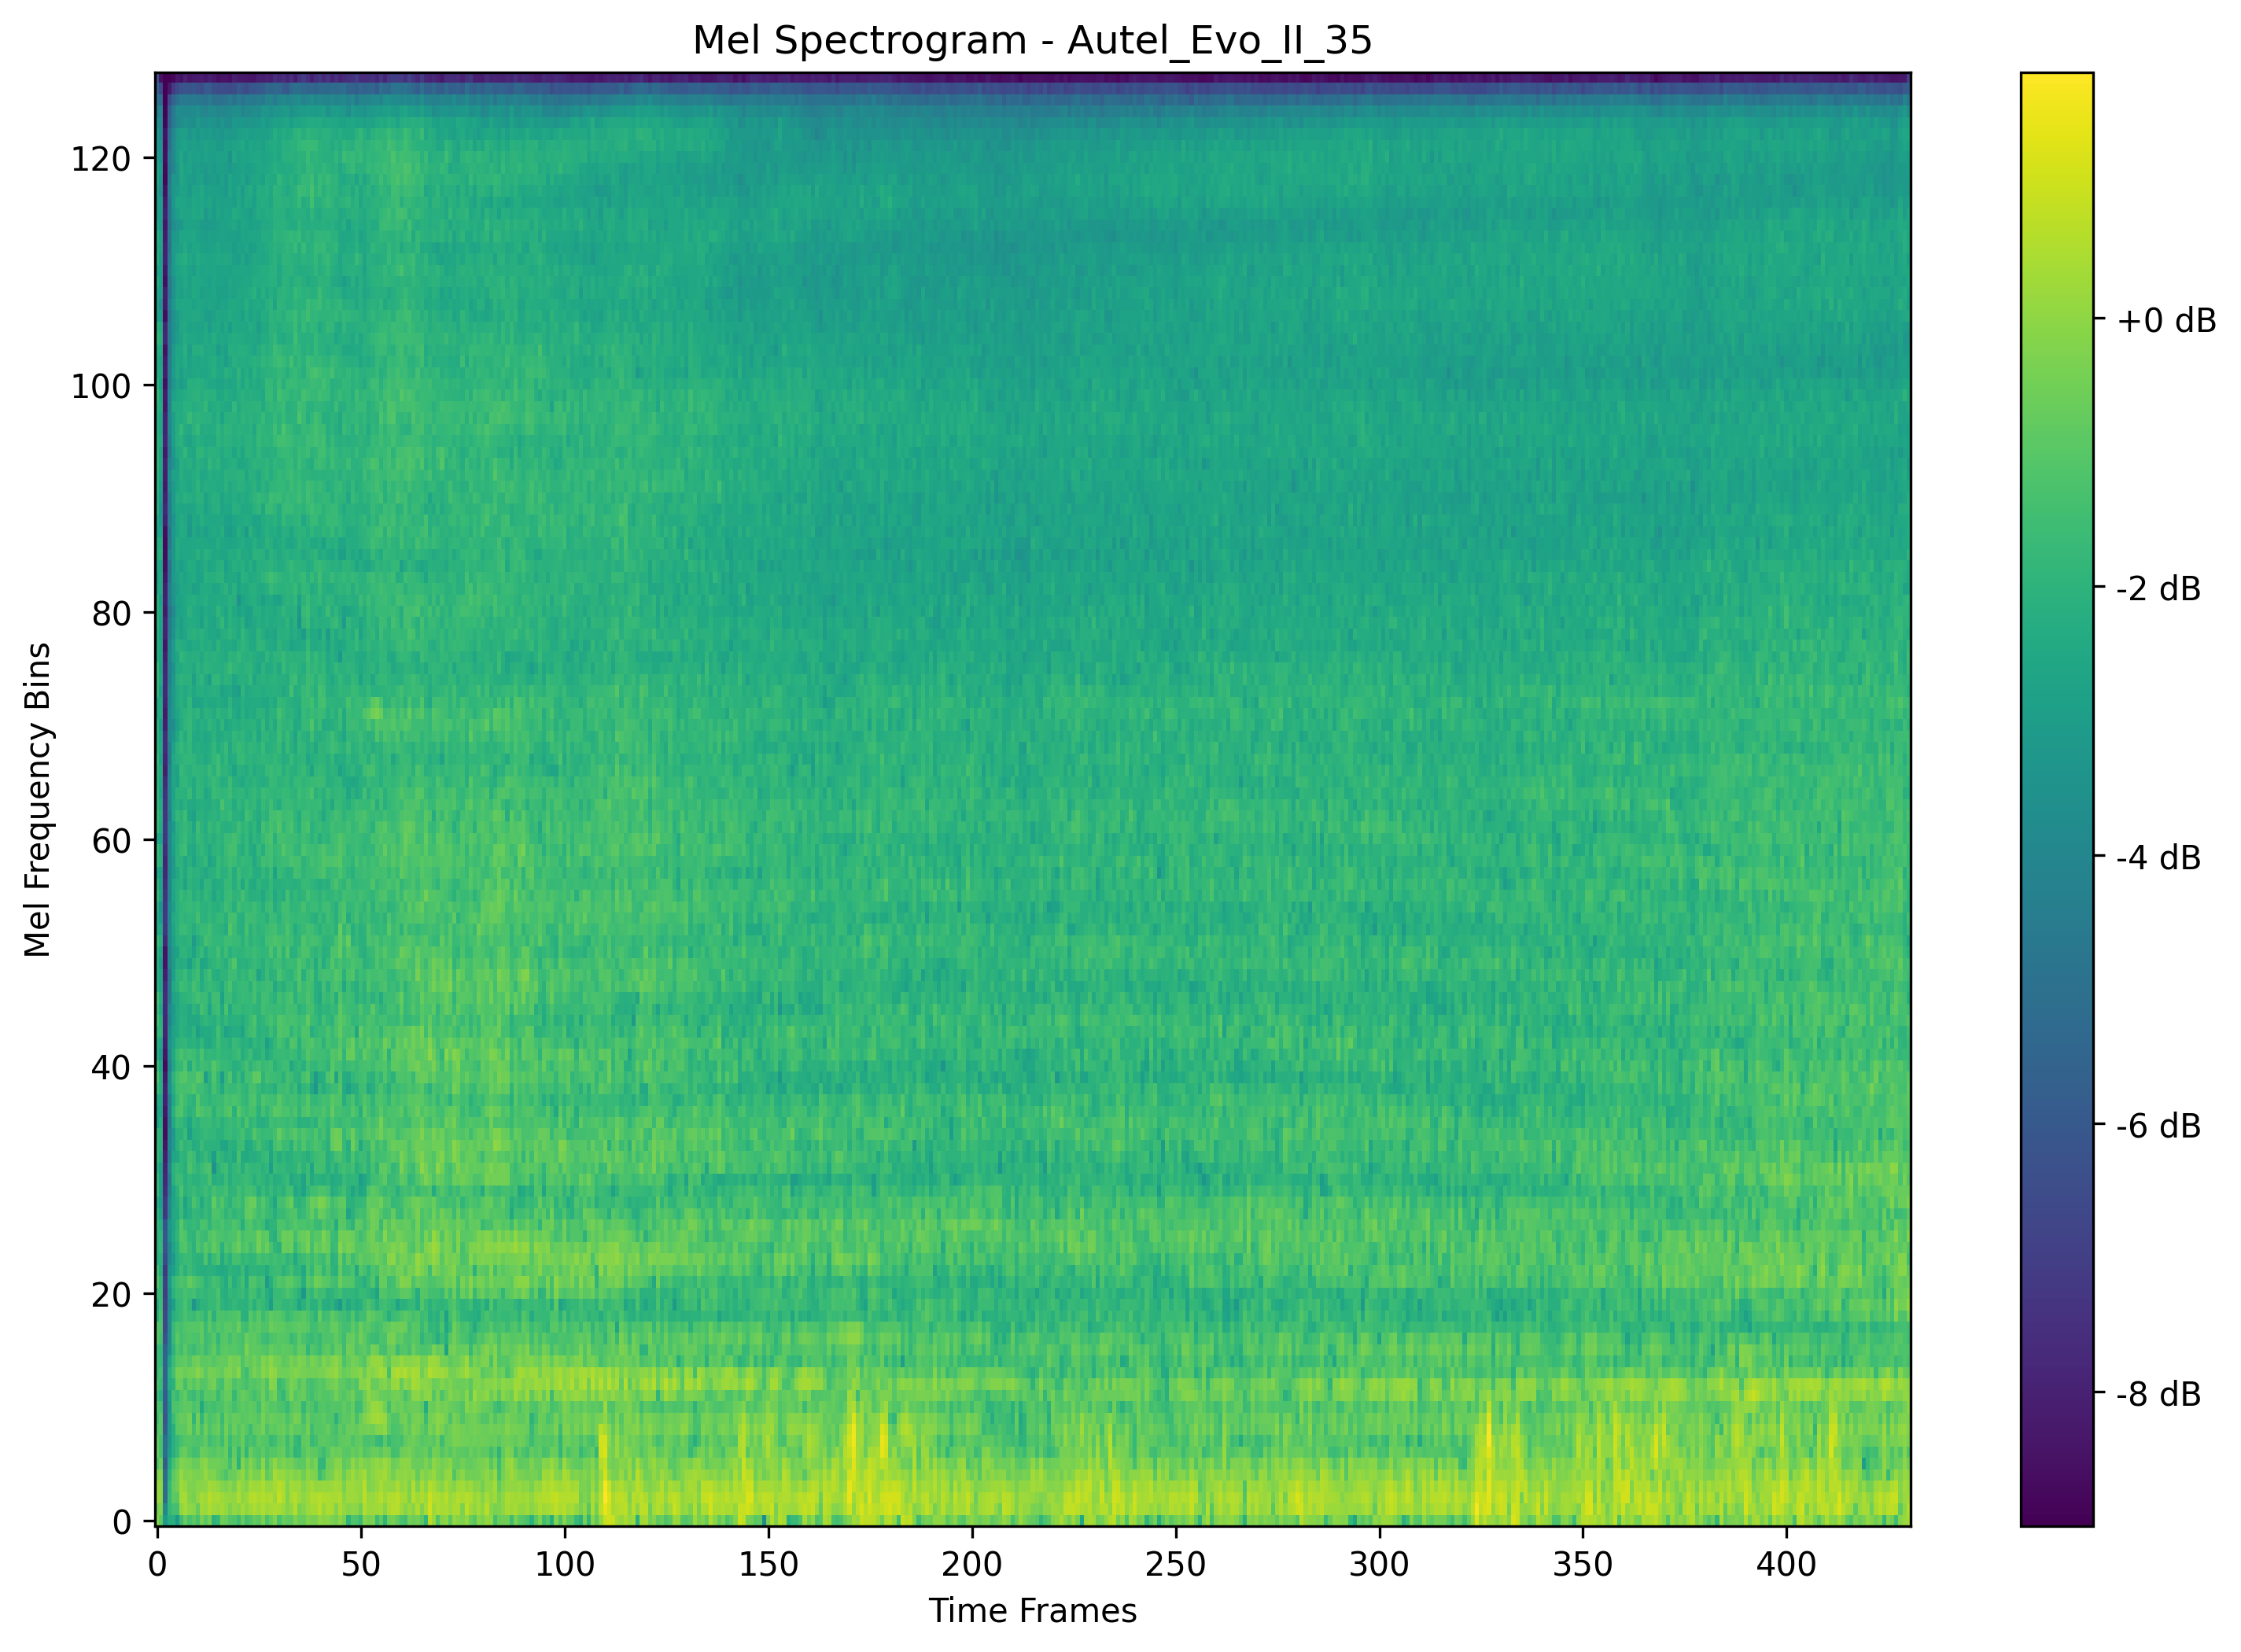 Mel Spectrogram - Autel_Evo_II_35
120
100
80
60
40
20
0
Mel Frequency Bins
0 50 100 150 200 250 300 350 400
Time Frames
+0 dB
-2 dB
-4 dB
-6 dB
-8 dB